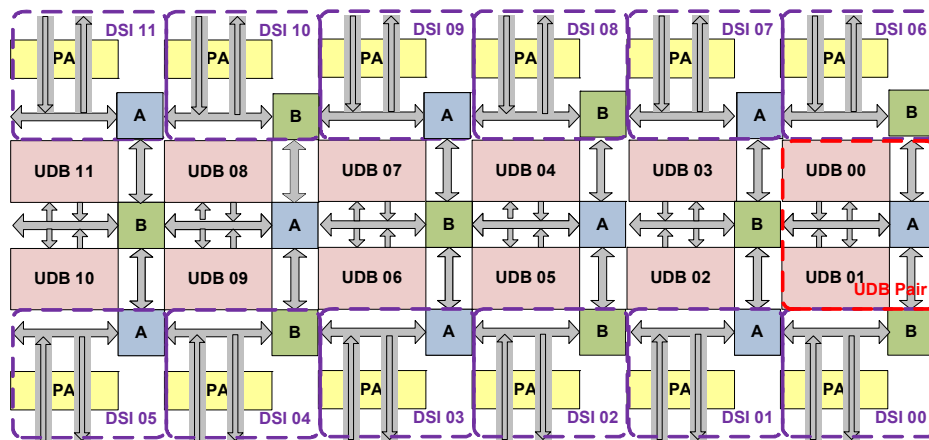 DSI 11 DSI 10 DSI 09 DSI 08 DSI 07 DSI 06
PA PA PA PA PA PA
A B A B A B
UDB 11 UDB 08 UDB 07 UDB 04 UDB 03 UDB 00
B A B A B A
UDB 10 UDB 09 UDB 06 UDB 05 UDB 02 UDB 01
UDB Pair
A B A B A B
PA PA PA PA PA PA
DSI 05 DSI 04 DSI 03 DSI 02 DSI 01 DSI 00